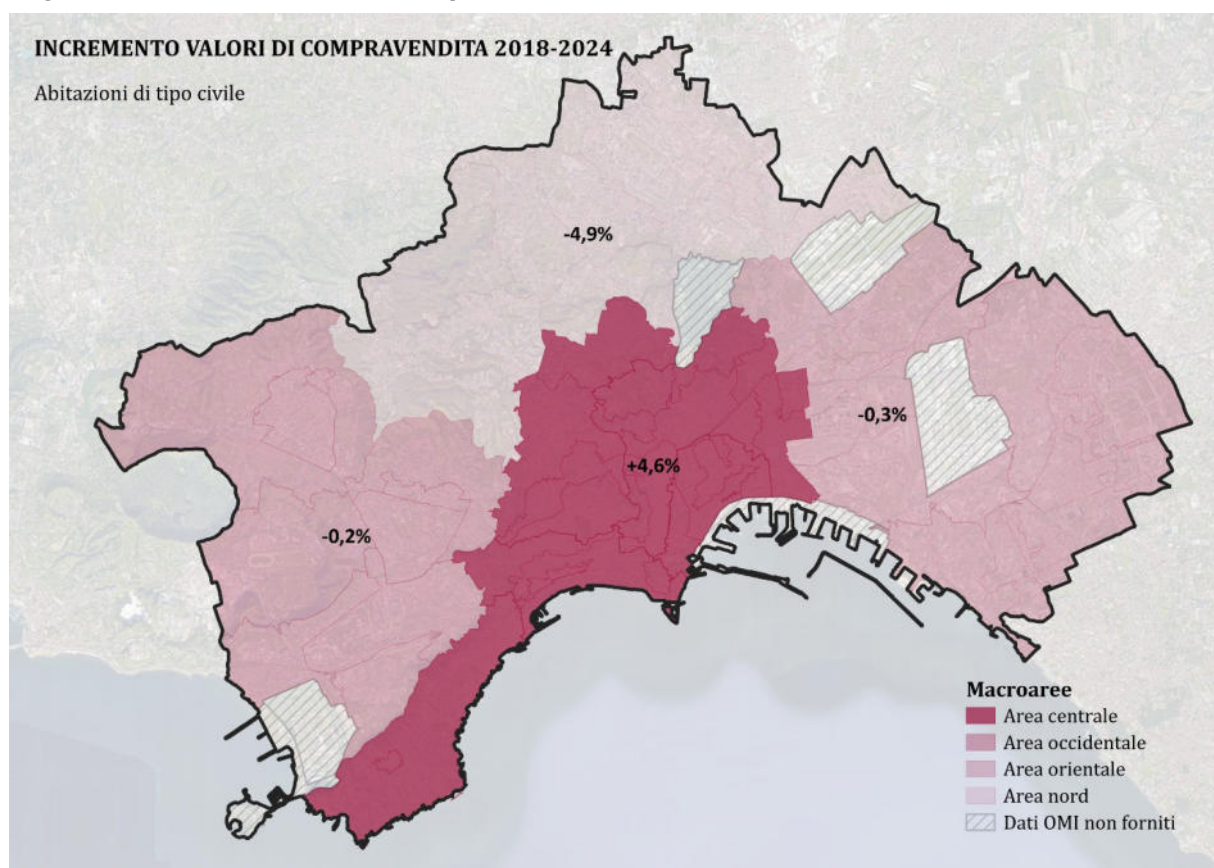 INCREMENTO VALORI DI COMPRAVENDITA 2018-2024
Abitazioni di tipo civile
-4,9%
-0,3%
+4,6%
-0,2%
Macroaree
Area centrale
Area occidentale
Area orientale
Area nord
Dati OMI non forniti